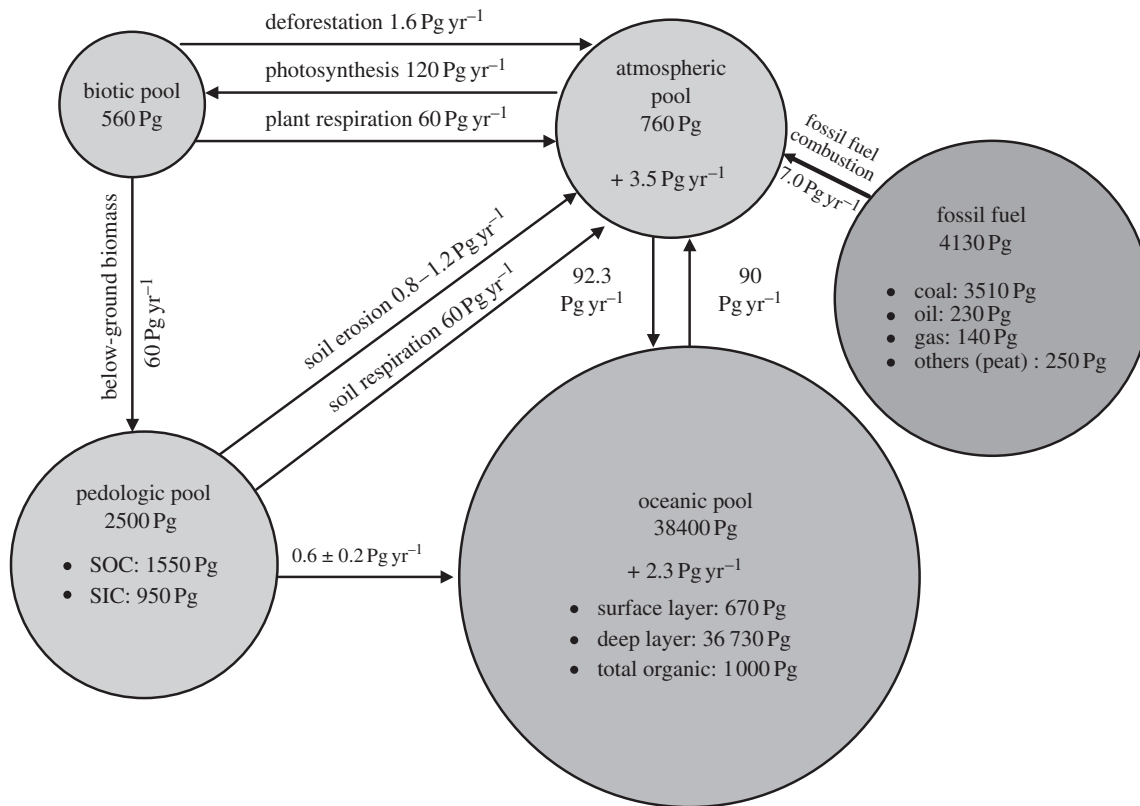 deforestation 1.6 Pg yr⁻¹
photosynthesis 120 Pg yr⁻¹
plant respiration 60 Pg yr⁻¹
biotic pool
560 Pg
atmospheric
pool
760 Pg
+ 3.5 Pg yr⁻¹
fossil fuel
combustion
7.0 Pg yr⁻¹
fossil fuel
4130 Pg
• coal: 3510 Pg
• oil: 230 Pg
• gas: 140 Pg
• others (peat) : 250 Pg
below-ground biomass
60 Pg yr⁻¹
soil erosion 0.8–1.2 Pg yr⁻¹
soil respiration 60 Pg yr⁻¹
92.3
Pg yr⁻¹
90
Pg yr⁻¹
pedologic pool
2500 Pg
• SOC: 1550 Pg
• SIC: 950 Pg
0.6 ± 0.2 Pg yr⁻¹
oceanic pool
38400 Pg
+ 2.3 Pg yr⁻¹
• surface layer: 670 Pg
• deep layer: 36 730 Pg
• total organic: 1000 Pg